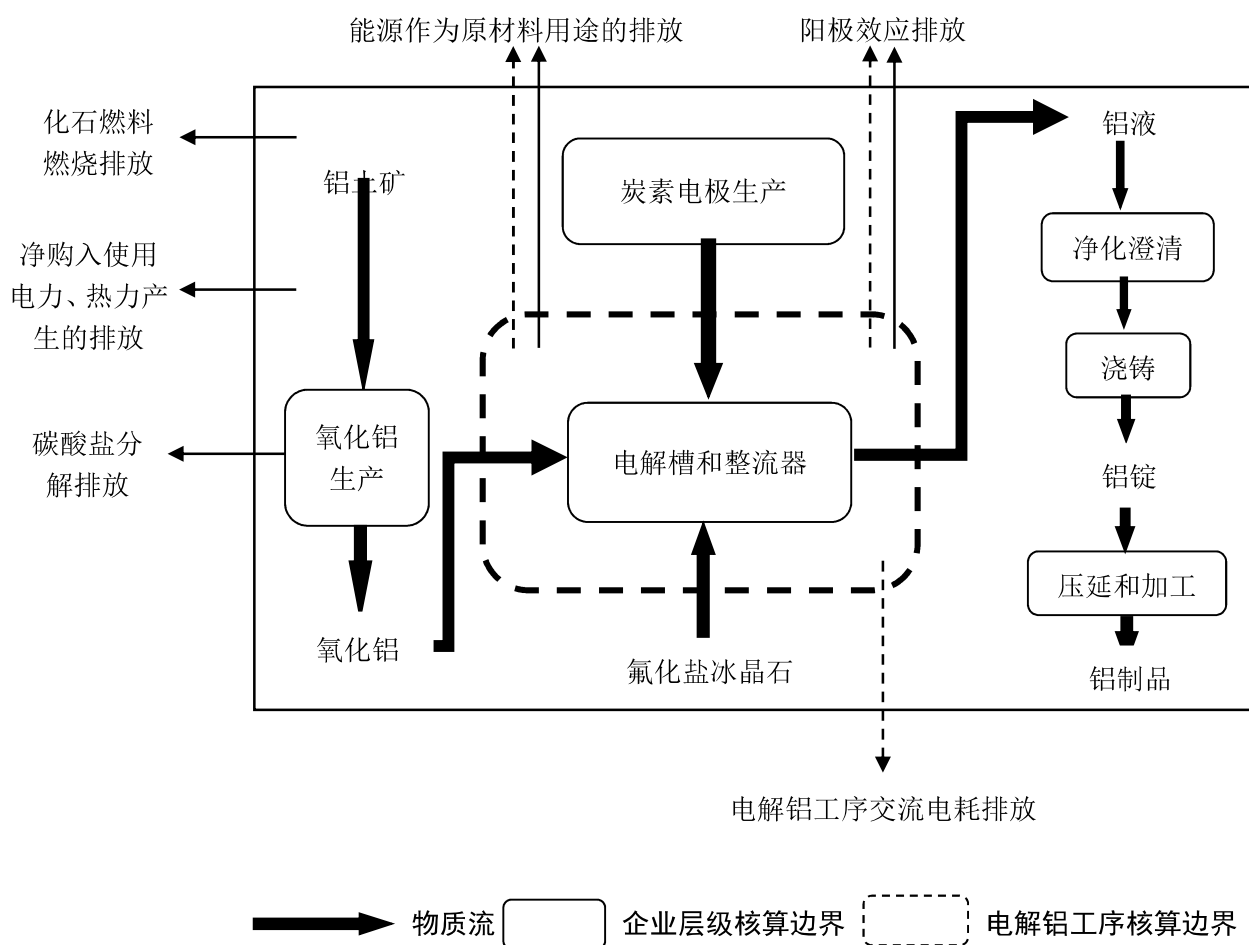 能源作为原材料用途的排放
阳极效应排放
化石燃料
燃烧排放
净购入使用
电力、热力产
生的排放
碳酸盐分
解排放
铝土矿
氧化铝
生产
氧化铝
炭素电极生产
电解槽和整流器
氟化盐冰晶石
铝液
净化澄清
浇铸
铝锭
压延和加工
铝制品
电解铝工序交流电耗排放
物质流
企业层级核算边界
电解铝工序核算边界